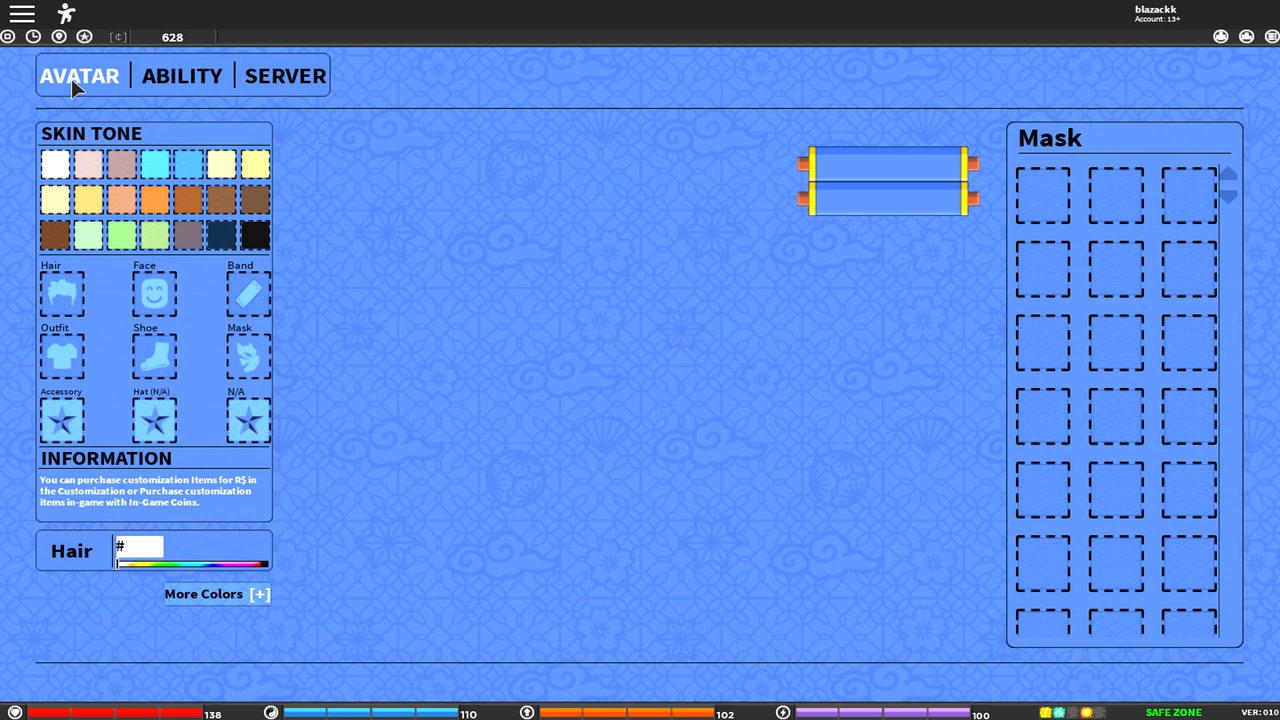 blazackk
Account: 13+
[¢] 628
AVATAR | ABILITY | SERVER
SKIN TONE
Hair Face Band
Outfit Shoe Mask
Accessory Hat (N/A) N/A
INFORMATION
You can purchase customization Items for R$ in
the Customization or Purchase customization
items in-game with In-Game Coins.
Hair #
More Colors [+]
Mask
138 110 102 100 SAFE ZONE VER: 010